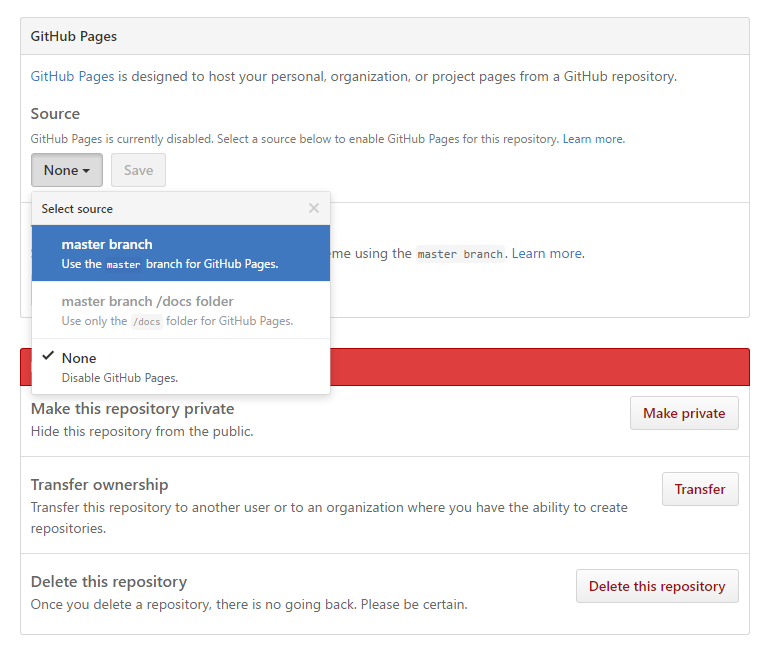 GitHub Pages
GitHub Pages is designed to host your personal, organization, or project pages from a GitHub repository.
Source
GitHub Pages is currently disabled. Select a source below to enable GitHub Pages for this repository. Learn more.
None
Save
Select source
master branch
Use the master branch for GitHub Pages.
eme using the master branch. Learn more.
master branch /docs folder
Use only the /docs folder for GitHub Pages.
None
Disable GitHub Pages.
Make this repository private
Hide this repository from the public.
Make private
Transfer ownership
Transfer this repository to another user or to an organization where you have the ability to create
repositories.
Transfer
Delete this repository
Once you delete a repository, there is no going back. Please be certain.
Delete this repository